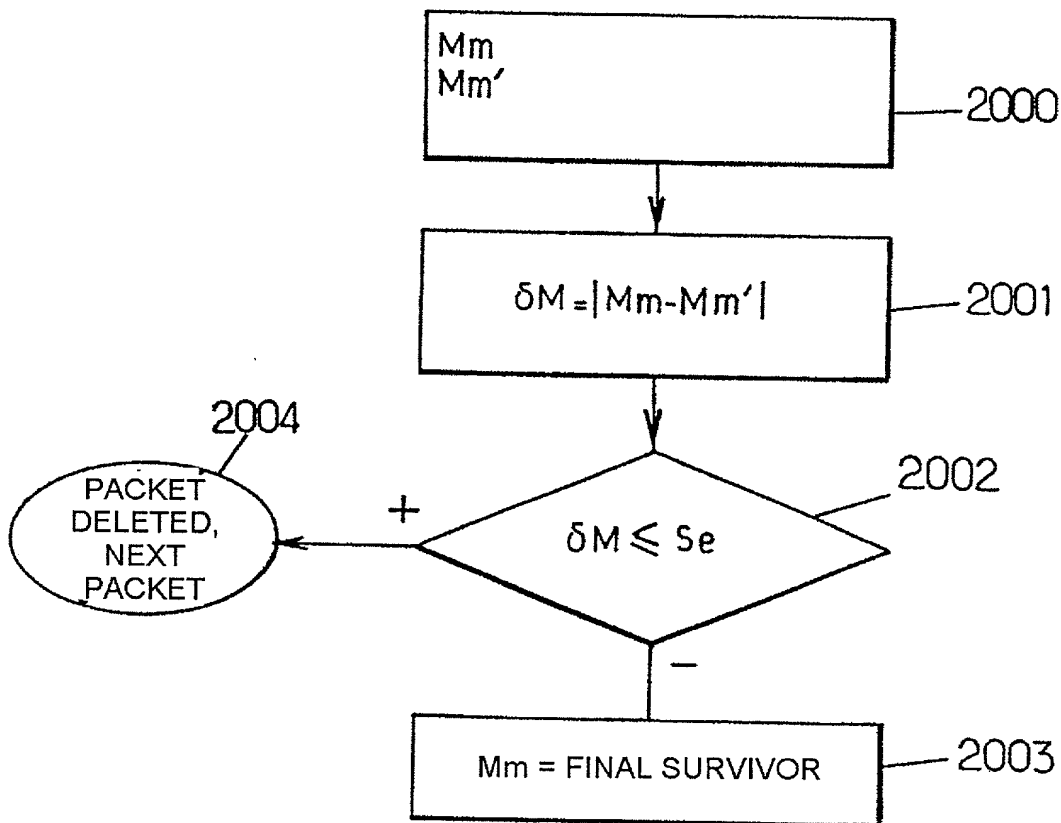 Mm
Mm′
2000
δM=|Mm-Mm′|
2001
2004
PACKET
DELETED,
NEXT
PACKET
+
δM ≤ Se
2002
−
Mm = FINAL SURVIVOR
2003